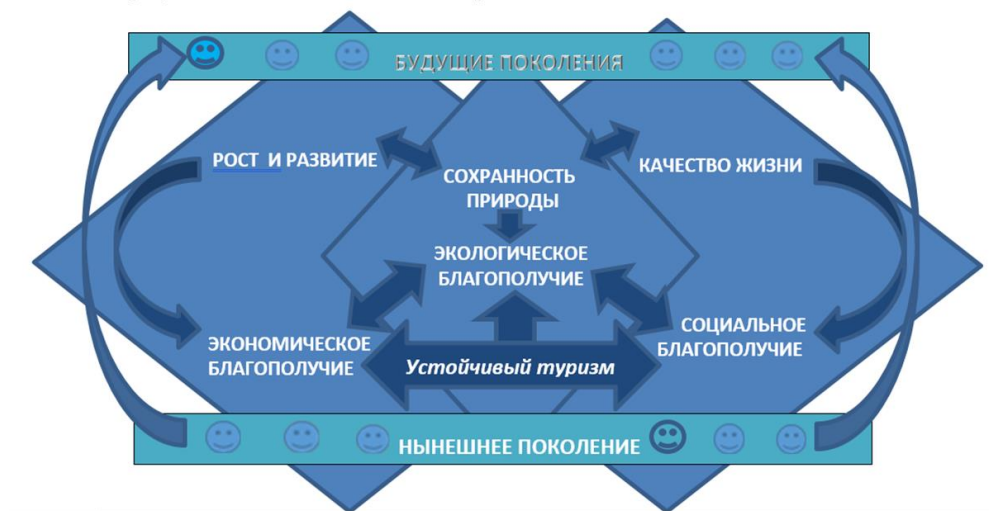 БУДУЩИЕ ПОКОЛЕНИЯ
РОСТ И РАЗВИТИЕ
КАЧЕСТВО ЖИЗНИ
СОХРАННОСТЬ
ПРИРОДЫ
ЭКОЛОГИЧЕСКОЕ
БЛАГОПОЛУЧИЕ
ЭКОНОМИЧЕСКОЕ
БЛАГОПОЛУЧИЕ
Устойчивый туризм
СОЦИАЛЬНОЕ
БЛАГОПОЛУЧИЕ
НЫНЕШНЕЕ ПОКОЛЕНИЕ